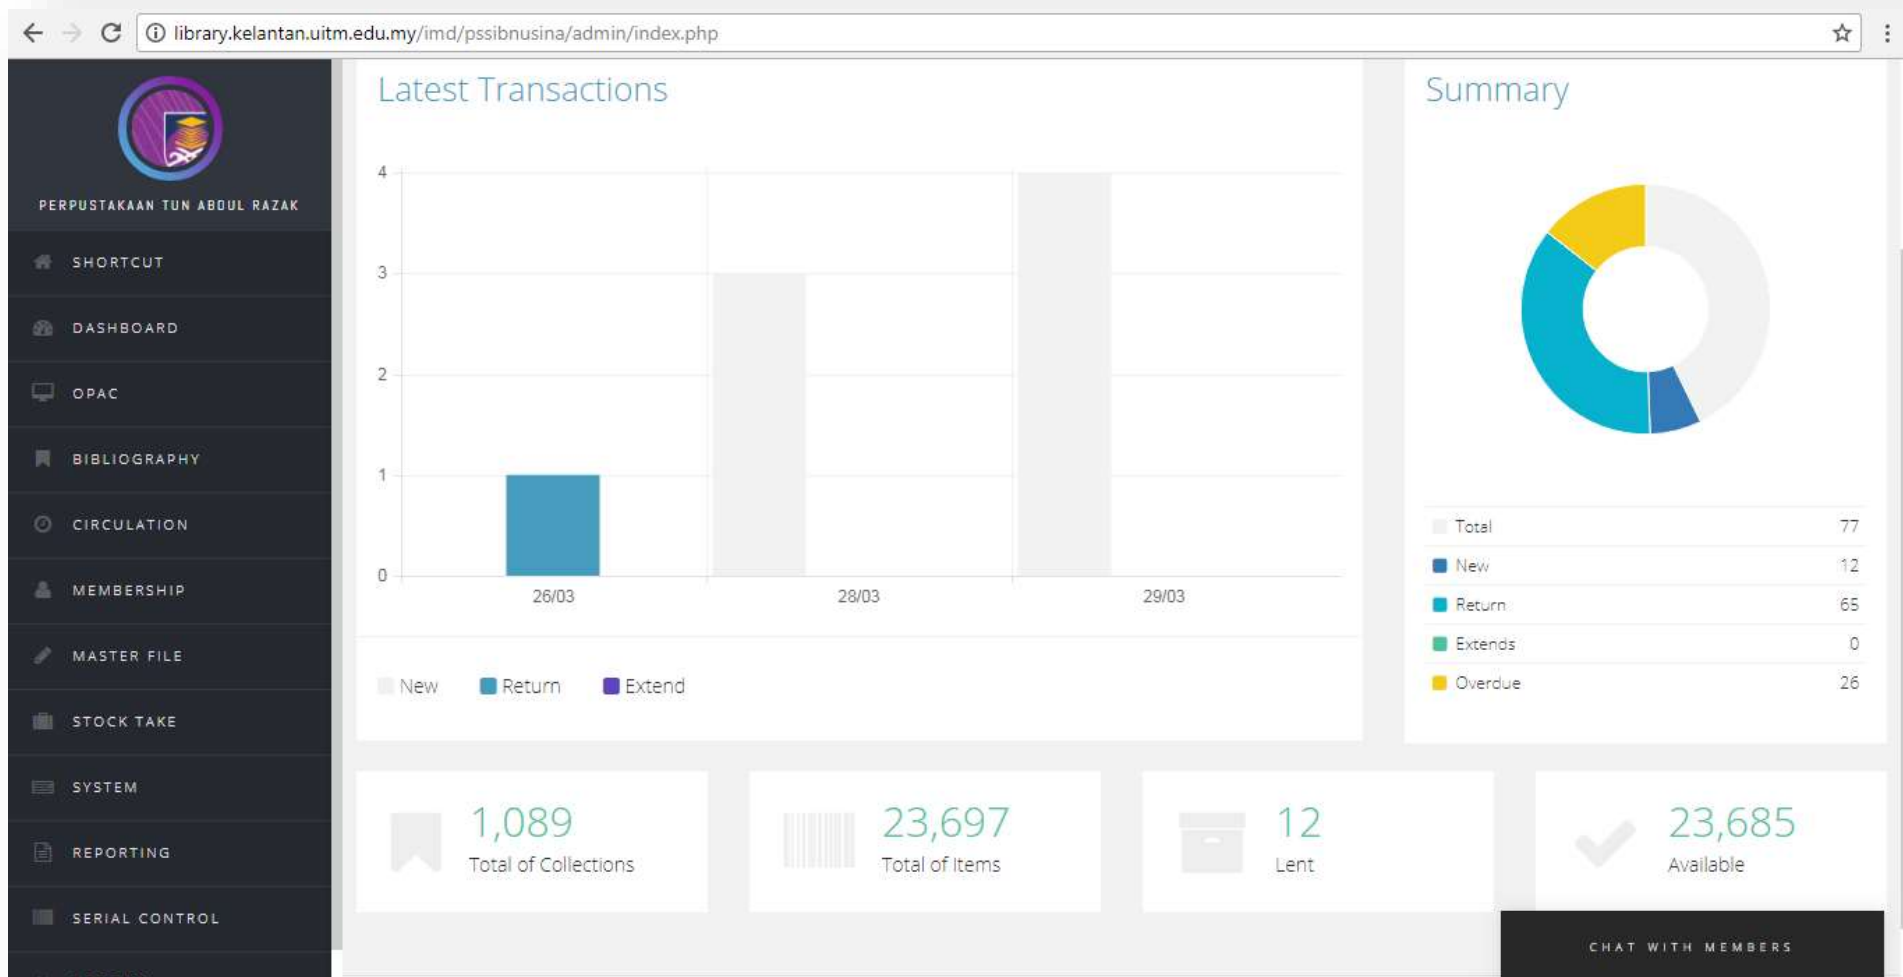 library.kelantan.uitm.edu.my/imd/pssibnusina/admin/index.php
PERPUSTAKAAN TUN ABDUL RAZAK
SHORTCUT
DASHBOARD
OPAC
BIBLIOGRAPHY
CIRCULATION
MEMBERSHIP
MASTER FILE
STOCK TAKE
SYSTEM
REPORTING
SERIAL CONTROL
Latest Transactions
4
3
2
1
0
26/03 28/03 29/03
New Return Extend
Summary
Total 77
New 12
Return 65
Extends 0
Overdue 26
1,089
Total of Collections
23,697
Total of Items
12
Lent
23,685
Available
CHAT WITH MEMBERS